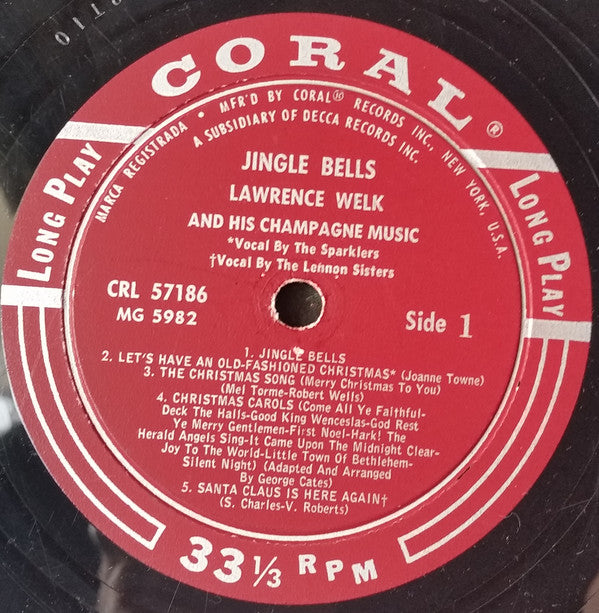 CORAL®
LONG PLAY
LONG PLAY
MARCA REGISTRADA • MFR'D BY CORAL® RECORDS INC., NEW YORK, U.S.A.
A SUBSIDIARY OF DECCA RECORDS INC.
JINGLE BELLS
LAWRENCE WELK
AND HIS CHAMPAGNE MUSIC
*Vocal By The Sparklers
†Vocal By The Lennon Sisters
CRL 57186
MG 5982
Side 1
1. JINGLE BELLS
2. LET'S HAVE AN OLD-FASHIONED CHRISTMAS* (Joanne Towne)
3. THE CHRISTMAS SONG (Merry Christmas To You)
(Mel Torme-Robert Wells)
4. CHRISTMAS CAROLS (Come All Ye Faithful-
Deck The Halls-Good King Wenceslas-God Rest
Ye Merry Gentlemen-First Noel-Hark! The
Herald Angels Sing-It Came Upon The Midnight Clear-
Joy To The World-Little Town Of Bethlehem-
Silent Night) (Adapted And Arranged
By George Cates)
5. SANTA CLAUS IS HERE AGAIN†
(S. Charles-V. Roberts)
33 1/3 RPM